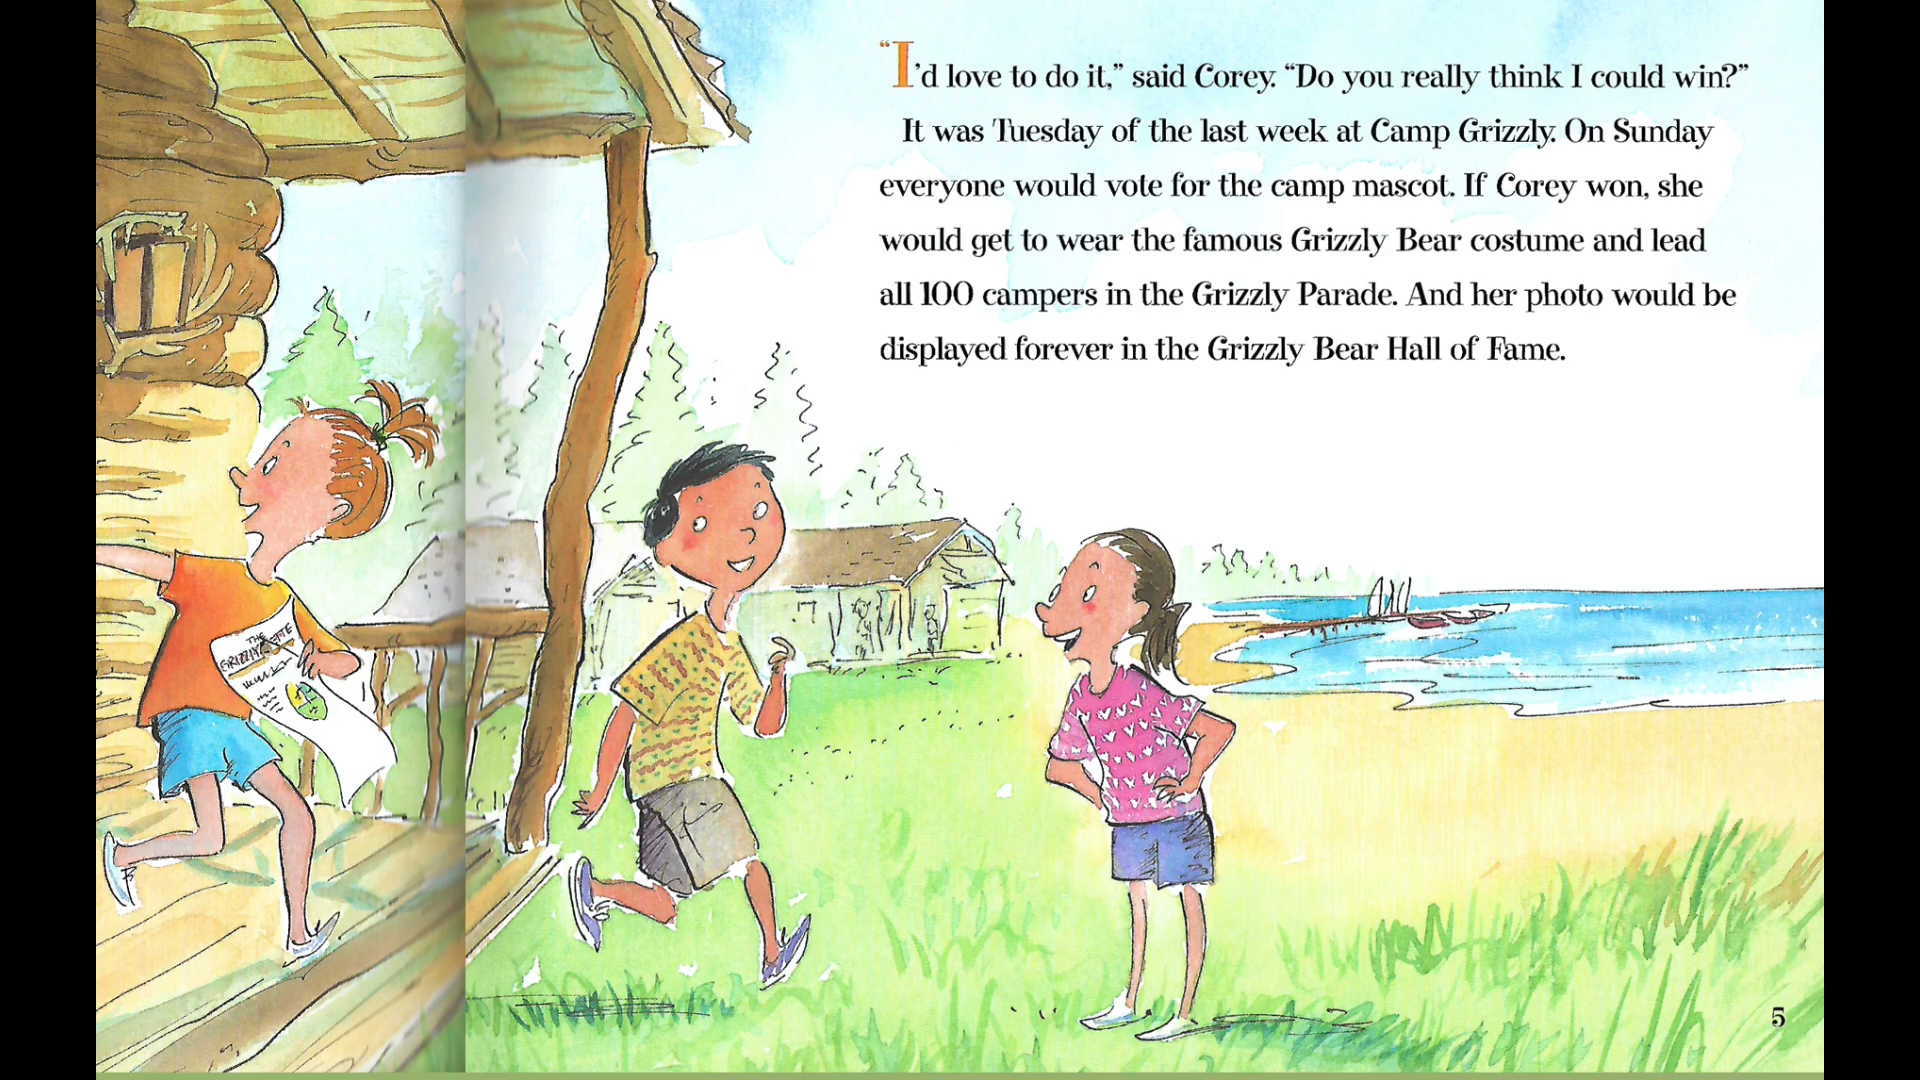 "I'd love to do it," said Corey. "Do you really think I could win?"
It was Tuesday of the last week at Camp Grizzly. On Sunday
everyone would vote for the camp mascot. If Corey won, she
would get to wear the famous Grizzly Bear costume and lead
all 100 campers in the Grizzly Parade. And her photo would be
displayed forever in the Grizzly Bear Hall of Fame.
THE
GRIZZLY
5